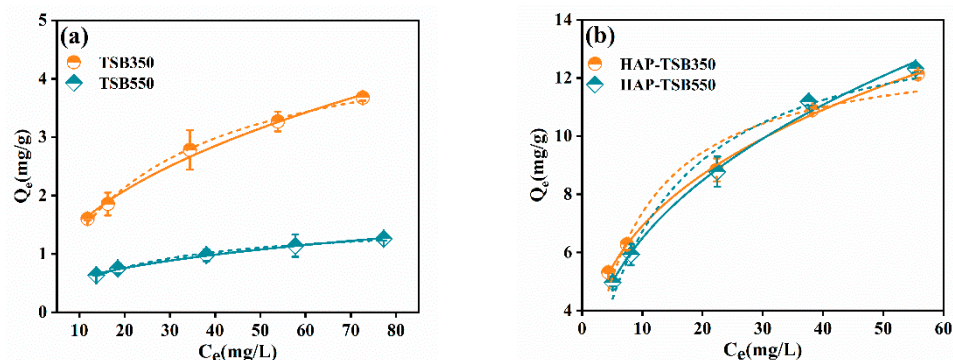 (a)
TSB350
TSB550
Qe(mg/g)
5
4
3
2
1
0
10 20 30 40 50 60 70 80
Ce(mg/L)
(b)
HAP-TSB350
HAP-TSB550
Qe(mg/g)
14
12
10
8
6
4
0 10 20 30 40 50 60
Ce(mg/L)